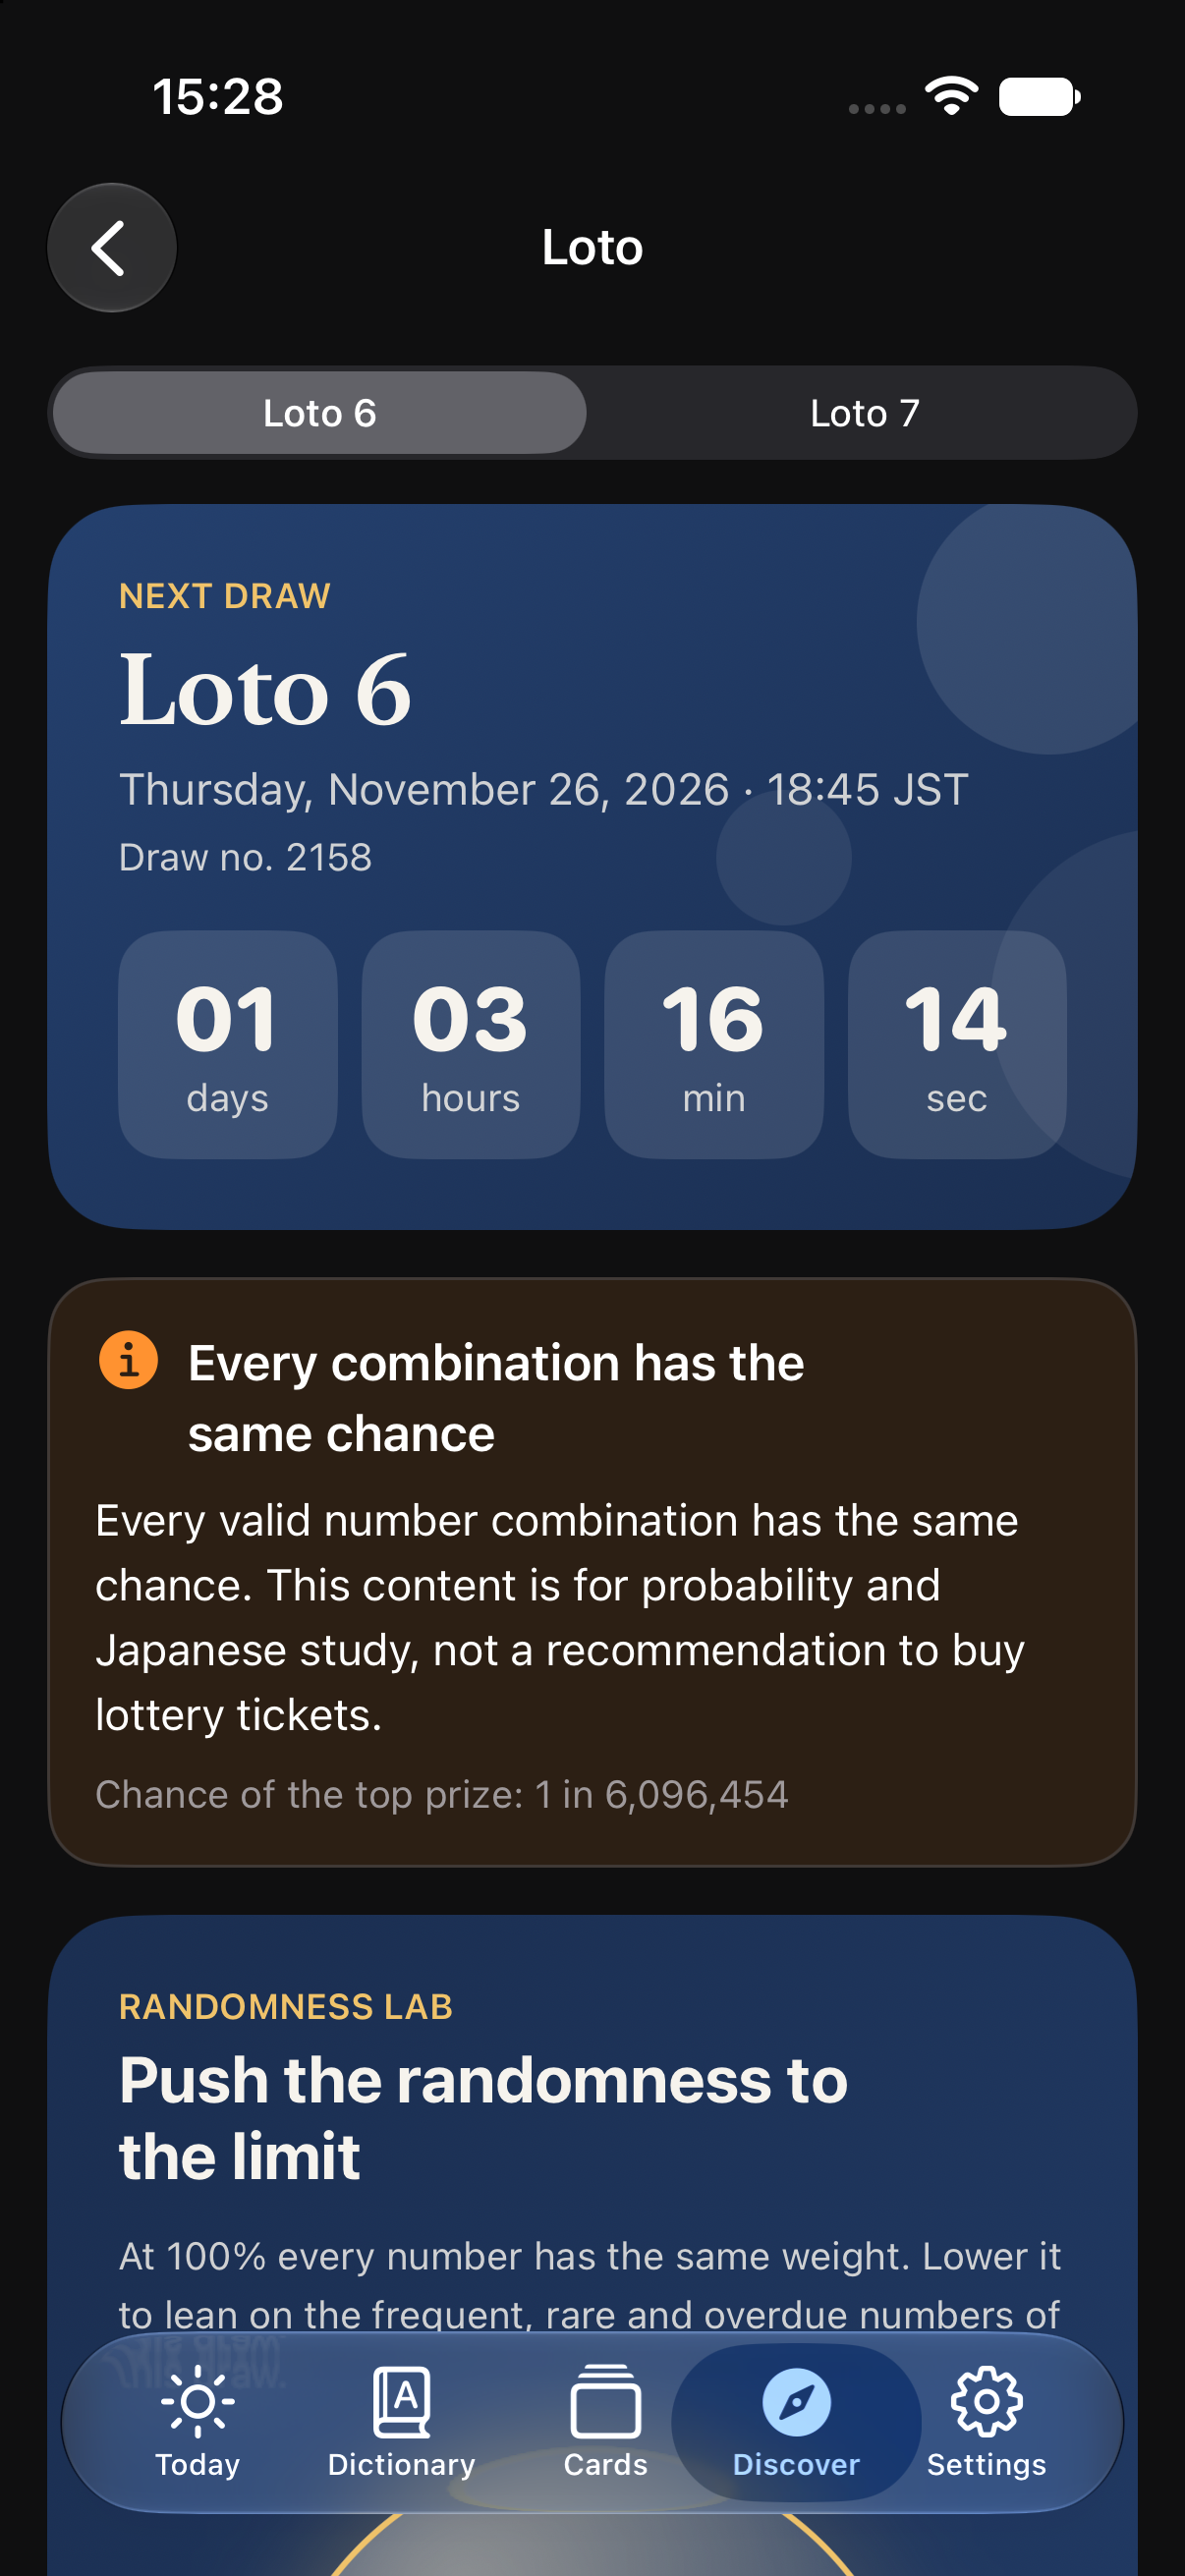 15:28
Loto
Loto 6
Loto 7
NEXT DRAW
Loto 6
Thursday, November 26, 2026 · 18:45 JST
Draw no. 2158
01
days
03
hours
16
min
14
sec
Every combination has the
same chance
Every valid number combination has the same
chance. This content is for probability and
Japanese study, not a recommendation to buy
lottery tickets.
Chance of the top prize: 1 in 6,096,454
RANDOMNESS LAB
Push the randomness to
the limit
At 100% every number has the same weight. Lower it
to lean on the frequent, rare and overdue numbers of
this draw.
Today
Dictionary
Cards
Discover
Settings